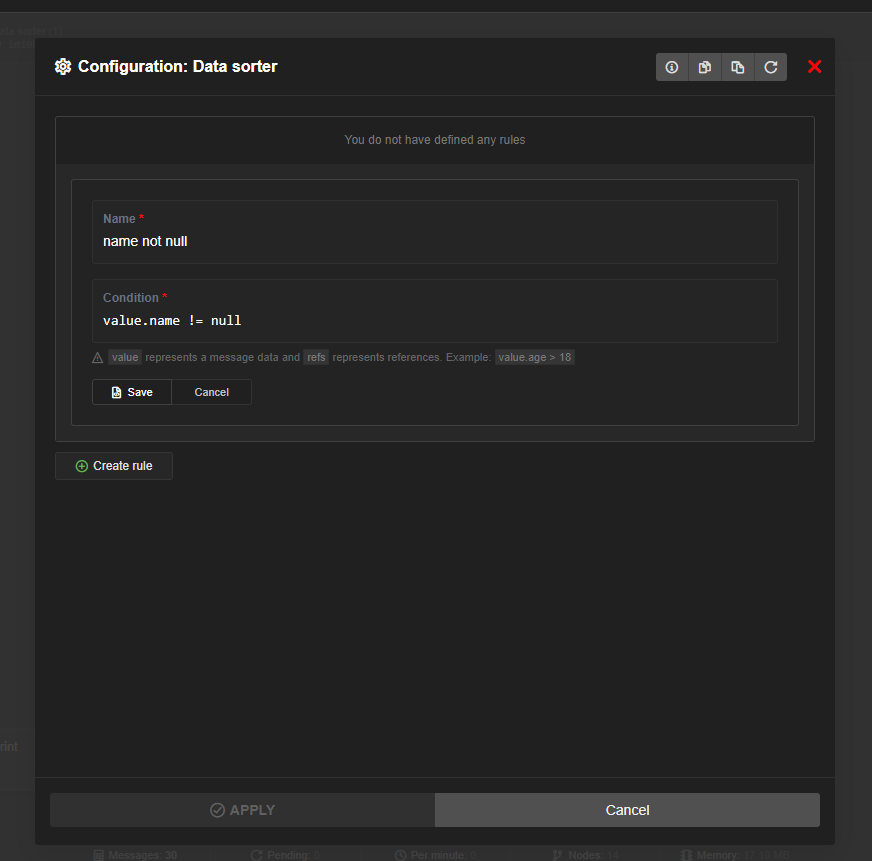 Configuration: Data sorter
You do not have defined any rules
Name *
name not null
Condition *
value.name != null
value represents a message data and refs represents references. Example: value.age > 18
Save Cancel
Create rule
rint
APPLY Cancel
Messages: 30 Pending: 0 Per minute: 0 Nodes: 14 Memory: 17.18 MB